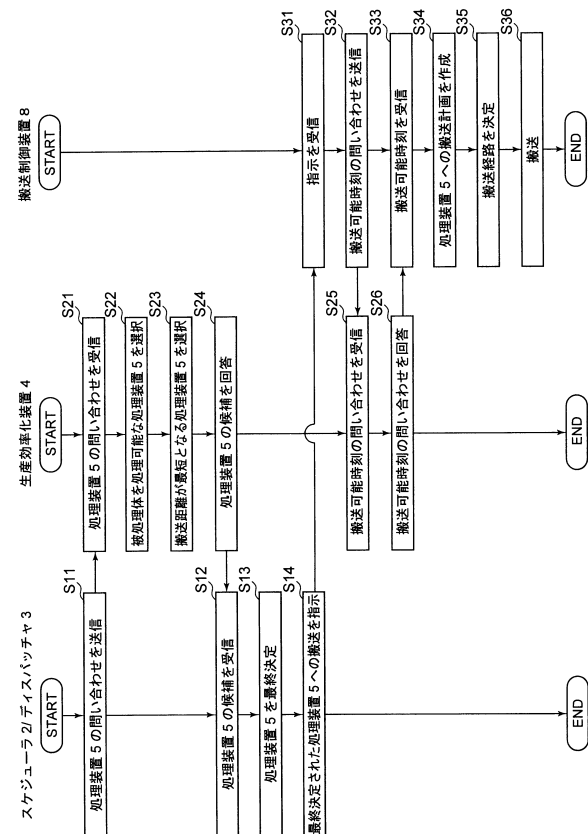 スケジューラ2/ディスパッチャ3
START
処理装置5の問い合わせを送信
S11
処理装置5の候補を受信
S12
処理装置5を最終決定
S13
最終決定された処理装置5への搬送を指示
S14
END
生産効率化装置4
START
処理装置5の問い合わせを受信
S21
被処理体を処理可能な処理装置5を選択
S22
搬送距離が最短となる処理装置5を選択
S23
処理装置5の候補を回答
S24
搬送可能時刻の問い合わせを受信
S25
搬送可能時刻の問い合わせを回答
S26
END
搬送制御装置8
START
指示を受信
S31
搬送可能時刻の問い合わせを送信
S32
搬送可能時刻を受信
S33
処理装置5への搬送計画を作成
S34
搬送経路を決定
S35
搬送
S36
END